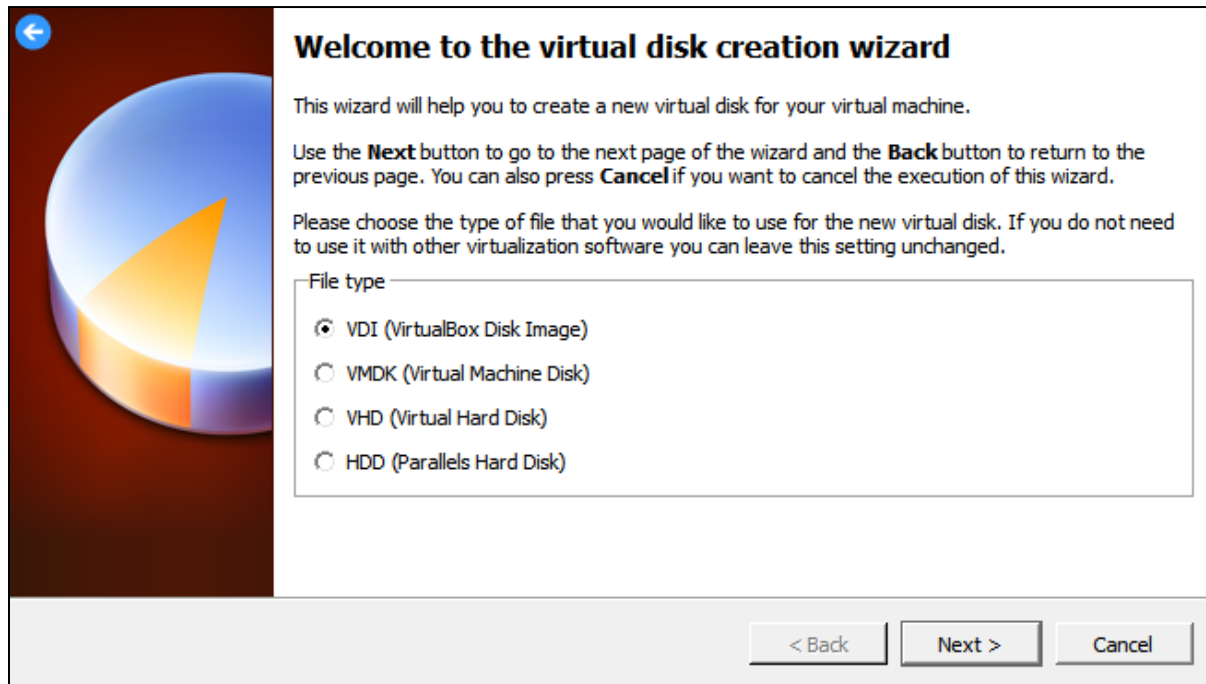 Welcome to the virtual disk creation wizard
This wizard will help you to create a new virtual disk for your virtual machine.
Use the Next button to go to the next page of the wizard and the Back button to return to the
previous page. You can also press Cancel if you want to cancel the execution of this wizard.
Please choose the type of file that you would like to use for the new virtual disk. If you do not need
to use it with other virtualization software you can leave this setting unchanged.
File type
VDI (VirtualBox Disk Image)
VMDK (Virtual Machine Disk)
VHD (Virtual Hard Disk)
HDD (Parallels Hard Disk)
< Back Next > Cancel